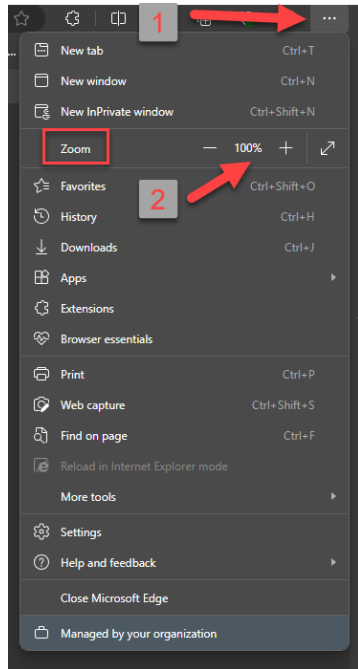 1
...
New tab Ctrl+T
New window Ctrl+N
New InPrivate window Ctrl+Shift+N
Zoom — 100% +
2
Favorites Ctrl+Shift+O
History Ctrl+H
Downloads Ctrl+J
Apps
Extensions
Browser essentials
Print Ctrl+P
Web capture Ctrl+Shift+S
Find on page Ctrl+F
Reload in Internet Explorer mode
More tools
Settings
Help and feedback
Close Microsoft Edge
Managed by your organization